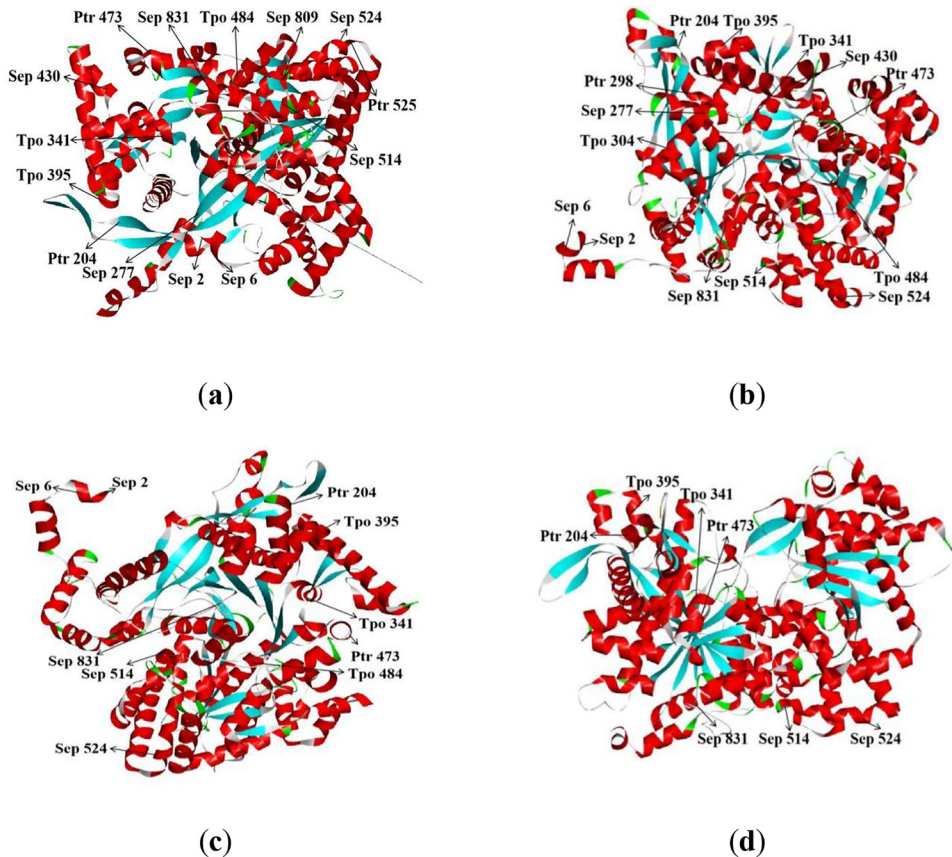 Ptr 473 Sep 831 Tpo 484 Sep 809 Sep 524
Sep 430
Ptr 525
Tpo 341
Sep 514
Tpo 395
Ptr 204
Sep 277 Sep 2 Sep 6
(a)
Ptr 204 Tpo 395
Tpo 341
Sep 430
Ptr 298
Ptr 473
Sep 277
Tpo 304
Sep 6
Sep 2
Tpo 484
Sep 831 Sep 514
Sep 524
(b)
Sep 6 Sep 2
Ptr 204
Tpo 395
Tpo 341
Sep 831
Ptr 473
Sep 514
Tpo 484
Sep 524
(c)
Tpo 395
Tpo 341
Ptr 204
Ptr 473
Sep 831 Sep 514 Sep 524
(d)